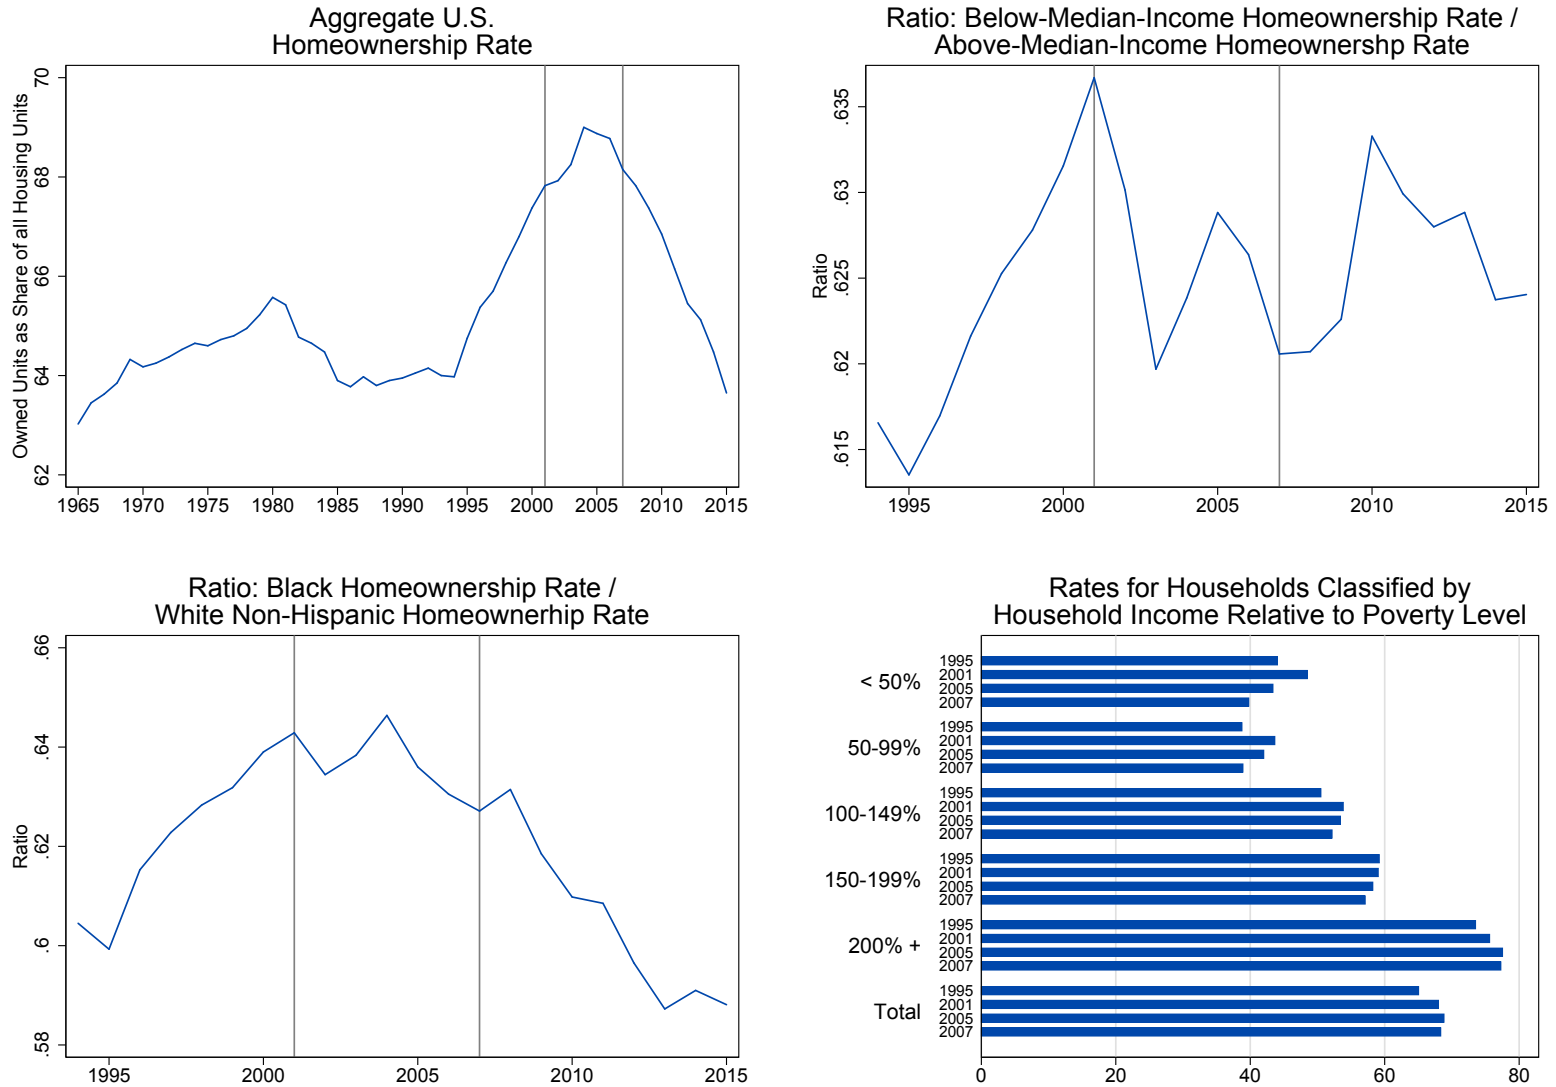 Aggregate U.S.
Homeownership Rate
Owned Units as Share of all Housing Units
70
68
66
64
62
1965 1970 1975 1980 1985 1990 1995 2000 2005 2010 2015
Ratio: Below-Median-Income Homeownership Rate /
Above-Median-Income Homeownershp Rate
Ratio
.635
.63
.625
.62
.615
1995 2000 2005 2010 2015
Ratio: Black Homeownership Rate /
White Non-Hispanic Homeownerhip Rate
Ratio
.66
.64
.62
.6
.58
1995 2000 2005 2010 2015
Rates for Households Classified by
Household Income Relative to Poverty Level
< 50%
1995
2001
2005
2007
50-99%
1995
2001
2005
2007
100-149%
1995
2001
2005
2007
150-199%
1995
2001
2005
2007
200% +
1995
2001
2005
2007
Total
1995
2001
2005
2007
0 20 40 60 80